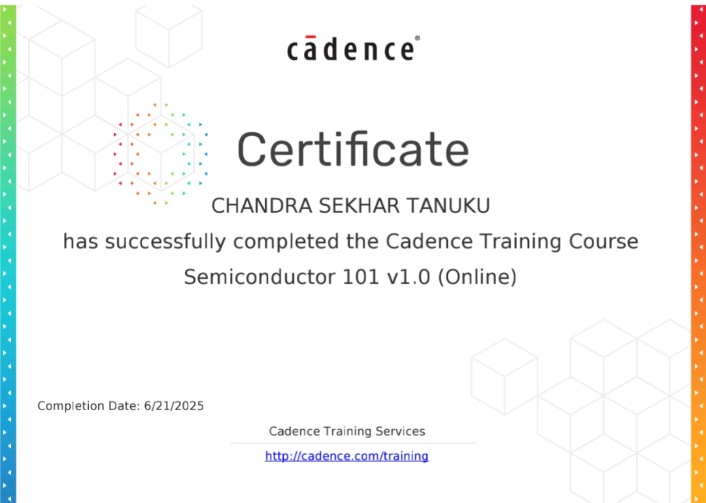 cādence®
Certificate
CHANDRA SEKHAR TANUKU
has successfully completed the Cadence Training Course
Semiconductor 101 v1.0 (Online)
Completion Date: 6/21/2025
Cadence Training Services
http://cadence.com/training